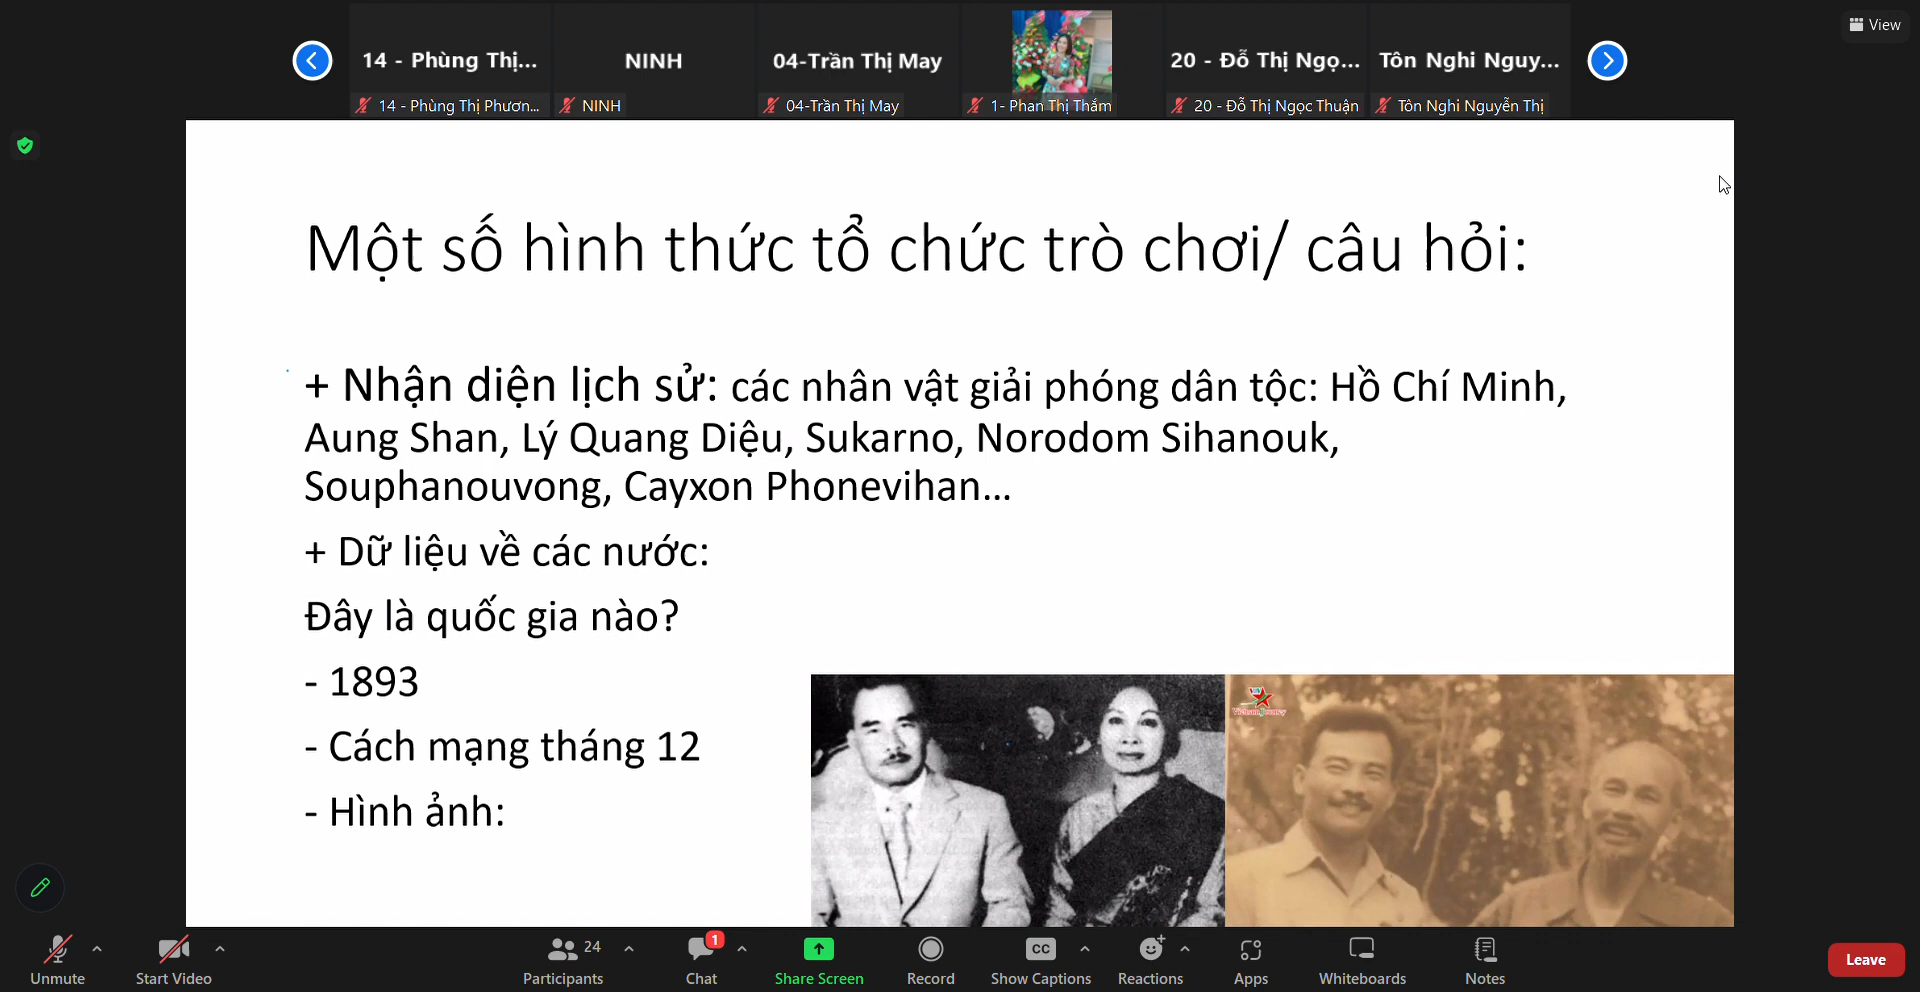 View
14 - Phùng Thị...
NINH
04-Trần Thị May
20 - Đỗ Thị Ngọ...
Tôn Nghi Nguy...
14 - Phùng Thị Phươn...
NINH
04-Trần Thị May
1- Phan Thị Thắm
20 - Đỗ Thị Ngọc Thuận
Tôn Nghi Nguyễn Thị
Một số hình thức tổ chức trò chơi/ câu hỏi:
+ Nhận diện lịch sử: các nhân vật giải phóng dân tộc: Hồ Chí Minh,
Aung Shan, Lý Quang Diệu, Sukarno, Norodom Sihanouk,
Souphanouvong, Cayxon Phonevihan...
+ Dữ liệu về các nước:
Đây là quốc gia nào?
- 1893
- Cách mạng tháng 12
- Hình ảnh:
Vietnam Journey
Unmute
Start Video
24
Participants
1
Chat
Share Screen
Record
CC
Show Captions
Reactions
Apps
Whiteboards
Notes
Leave